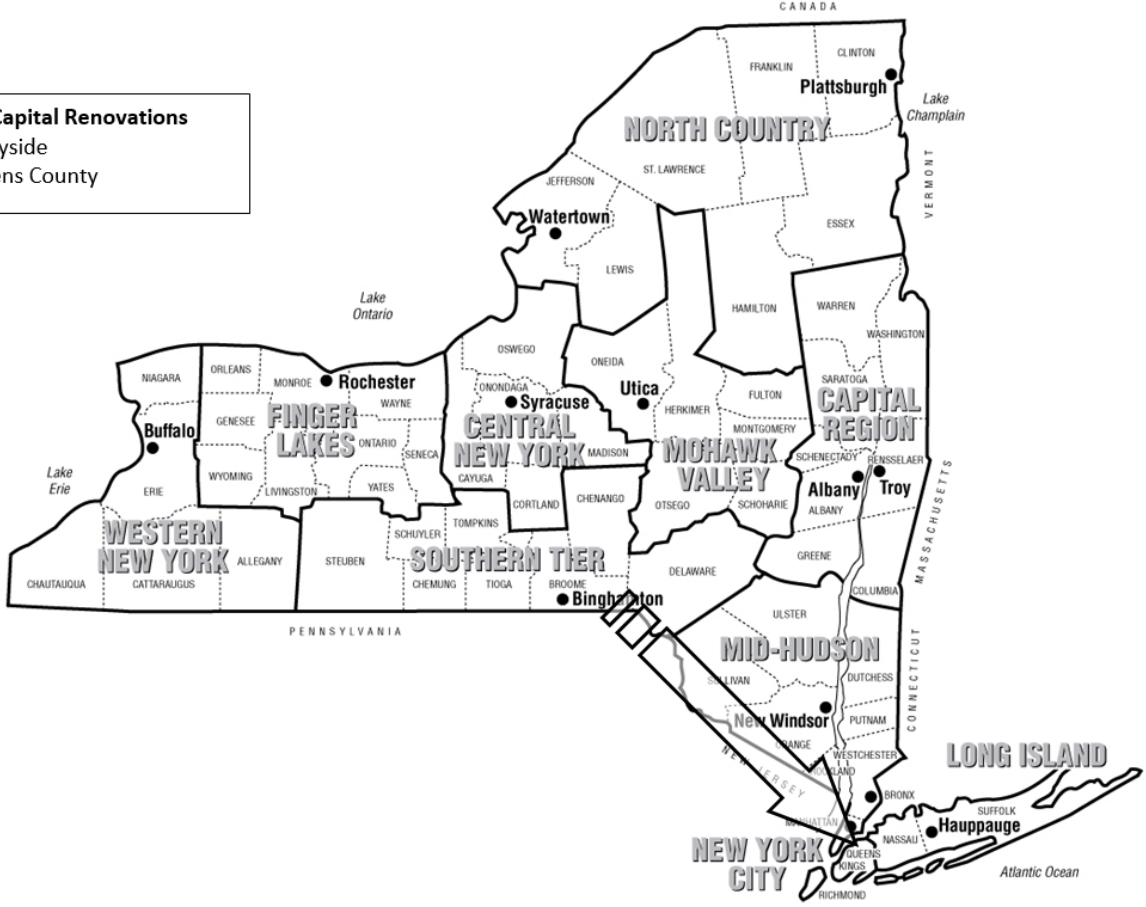 CANADA
CLINTON
FRANKLIN
Plattsburgh
Lake
Champlain
Capital Renovations
NORTH COUNTRY
yside
ens County
ST. LAWRENCE
VERMONT
JEFFERSON
Watertown
ESSEX
LEWIS
Lake
Ontario
HAMILTON
WARREN
WASHINGTON
OSWEGO
ONEIDA
ORLEANS
NIAGARA
MONROE
Rochester
SARATOGA
ONONDAGA
Utica
FULTON
CAPITAL
REGION
Syracuse
WAYNE
HERKIMER
GENESEE
FINGER
LAKES
CENTRAL
NEW YORK
MONTGOMERY
Buffalo
ONTARIO
MOHAWK
VALLEY
SENECA
MADISON
SCHENECTADY
RENSSELAER
Lake
Erie
WYOMING
CAYUGA
ERIE
LIVINGSTON
YATES
Albany
Troy
CHENANGO
CORTLAND
OTSEGO
SCHOHARIE
ALBANY
MASSACHUSETTS
TOMPKINS
WESTERN
NEW YORK
SCHUYLER
ALLEGANY
STEUBEN
SOUTHERN TIER
GREENE
DELAWARE
CHAUTAUQUA
CATTARAUGUS
CHEMUNG
TIOGA
BROOME
COLUMBIA
Binghamton
ULSTER
PENNSYLVANIA
MID-HUDSON
CONNECTICUT
SULLIVAN
DUTCHESS
New Windsor
PUTNAM
ORANGE
WESTCHESTER
LONG ISLAND
NEW JERSEY
ROCKLAND
BRONX
SUFFOLK
MANHATTAN
Hauppauge
NASSAU
NEW YORK
CITY
QUEENS
KINGS
Atlantic Ocean
RICHMOND